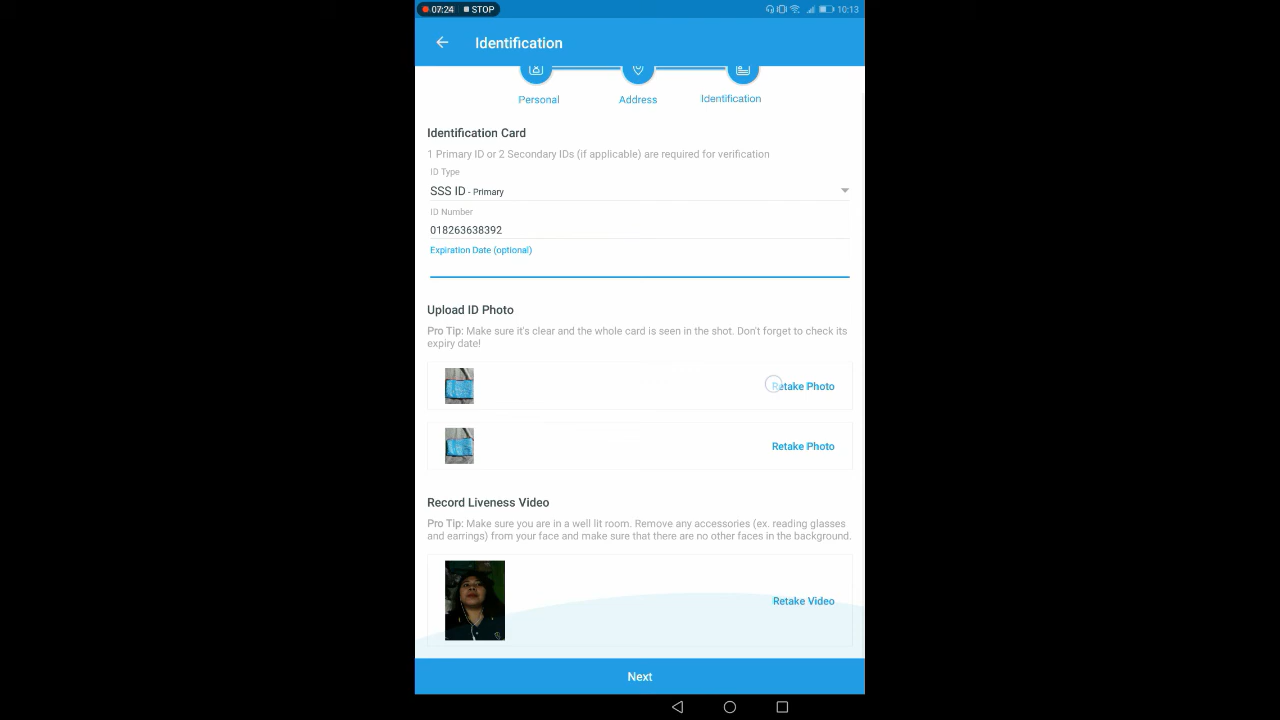 07:24 STOP 10:13
Identification
Personal Address Identification
Identification Card
1 Primary ID or 2 Secondary IDs (if applicable) are required for verification
ID Type
SSS ID - Primary
ID Number
018263638392
Expiration Date (optional)
Upload ID Photo
Pro Tip: Make sure it's clear and the whole card is seen in the shot. Don't forget to check its
expiry date!
Retake Photo
Retake Photo
Record Liveness Video
Pro Tip: Make sure you are in a well lit room. Remove any accessories (ex. reading glasses
and earrings) from your face and make sure that there are no other faces in the background.
Retake Video
Next